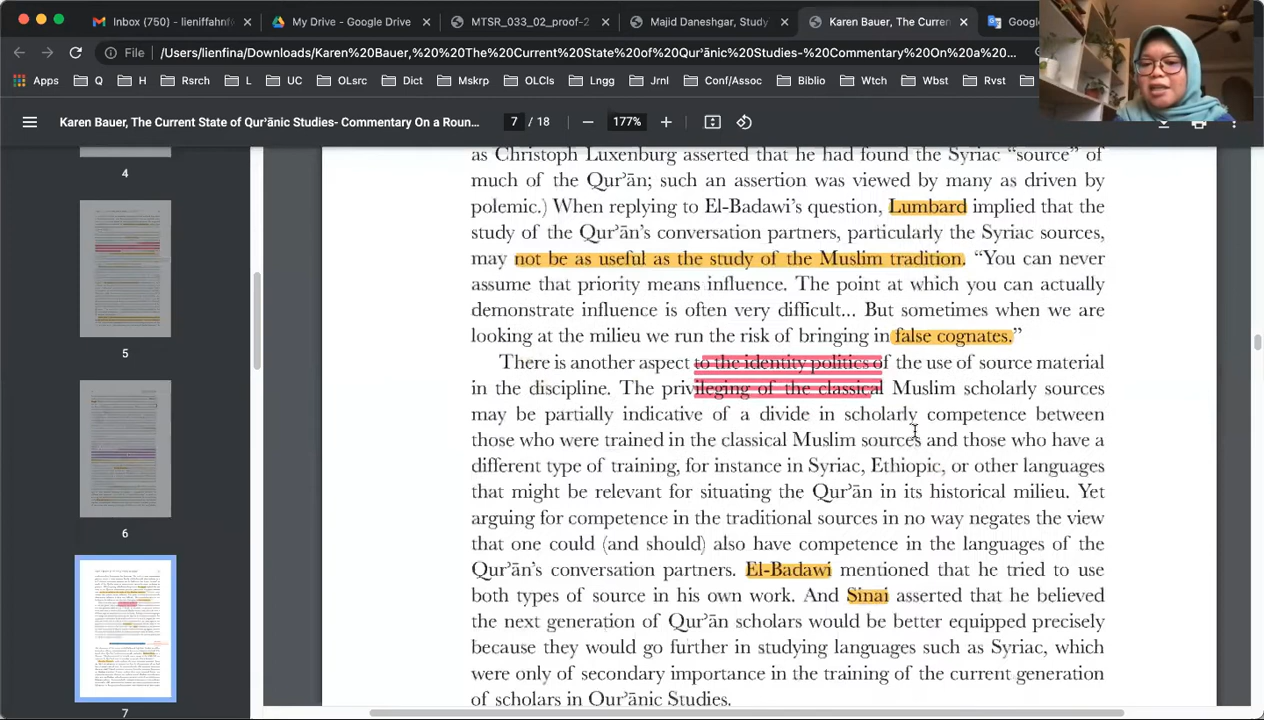 Inbox (750) - lieniffahnf
My Drive - Google Drive
MTSR_033_02_proof-2
Majid Daneshgar, Study
Karen Bauer, The Curren
Goog
File
/Users/lienfina/Downloads/Karen%20Bauer,%20%20The%20Current%20State%20of%20Qurʾānic%20Studies-%20Commentary%20On%20a%20...
Apps
Q
H
Rsrch
L
UC
OLsrc
Dict
Msc
OLCls
Lngg
Jrnl
Conf/Assoc
Biblio
Wtch
Wbst
Rvst
Karen Bauer, The Current State of Qurʾānic Studies- Commentary On a Roun...
7 / 18
177%
4
5
6
7
as Christoph Luxenburg asserted that he had found the Syriac “source” of
much of the Qurʾān; such an assertion was viewed by many as driven by
polemic.) When replying to El-Badawi’s question, Lumbard implied that the
study of the Qurʾān’s conversation partners, particularly the Syriac sources,
may not be as useful as the study of the Muslim tradition. “You can never
assume that priority means influence. The point at which you can actually
demonstrate influence is often very difficult... But sometimes when we are
looking at the milieu we run the risk of bringing in false cognates.”
There is another aspect to the identity politics of the use of source material
in the discipline. The privileging of the classical Muslim scholarly sources
may be partially indicative of a divide in scholarly competence between
those who were trained in the classical Muslim sources and those who have a
different type of training, for instance in Syriac, Ethiopic, or other languages
that might be relevant for situating the Qurʾān in its historical milieu. Yet
arguing for competence in the traditional sources in no way negates the view
that one could (and should) also have competence in the languages of the
Qurʾān’s conversation partners. El-Badawi mentioned that he tried to use
both types of source in his own work. And Sinai asserted that he believed
the next generation of Qurʾān scholars would be better equipped precisely
because they would go further in studying languages such as Syriac, which
were only of secondary importance in the training of the current generation
of scholars in Qurʾānic Studies.